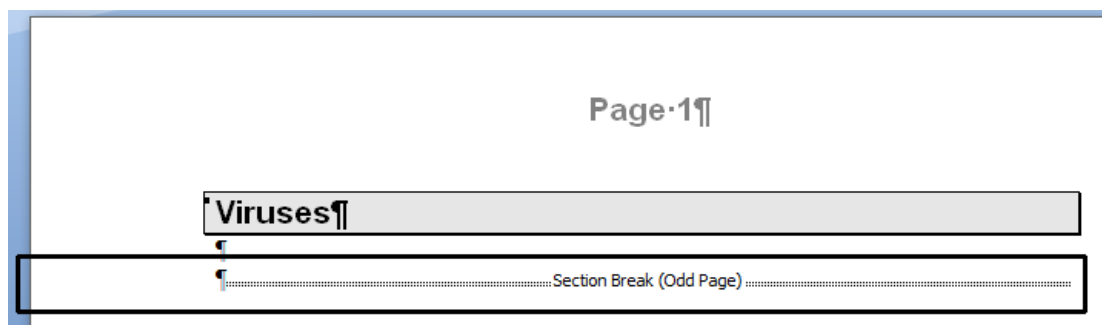 Page·1¶
Viruses¶
¶
¶ Section Break (Odd Page)